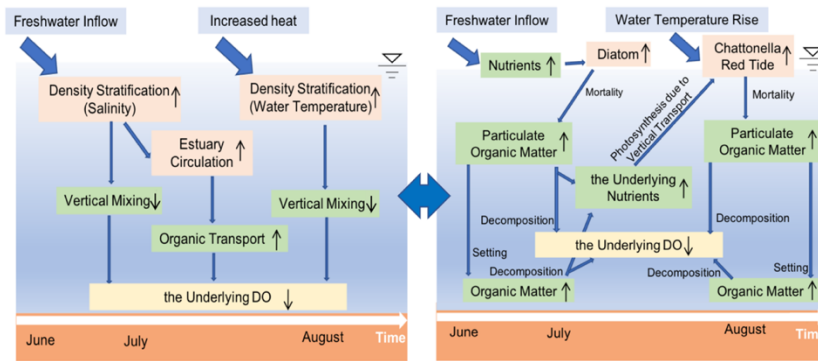 Freshwater Inflow
Increased heat
Density Stratification
(Salinity)
Density Stratification
(Water Temperature)
Estuary
Circulation
Vertical Mixing
Vertical Mixing
Organic Transport
the Underlying DO
June
July
August
Time
Freshwater Inflow
Water Temperature Rise
Nutrients
Diatom
Chattonella
Red Tide
Mortality
Photosynthesis due to
Vertical Transport
Mortality
Particulate
Organic Matter
Particulate
Organic Matter
the Underlying
Nutrients
Decomposition
Decomposition
the Underlying DO
Setting
Decomposition
Decomposition
Setting
Organic Matter
Organic Matter
June
July
August
Time